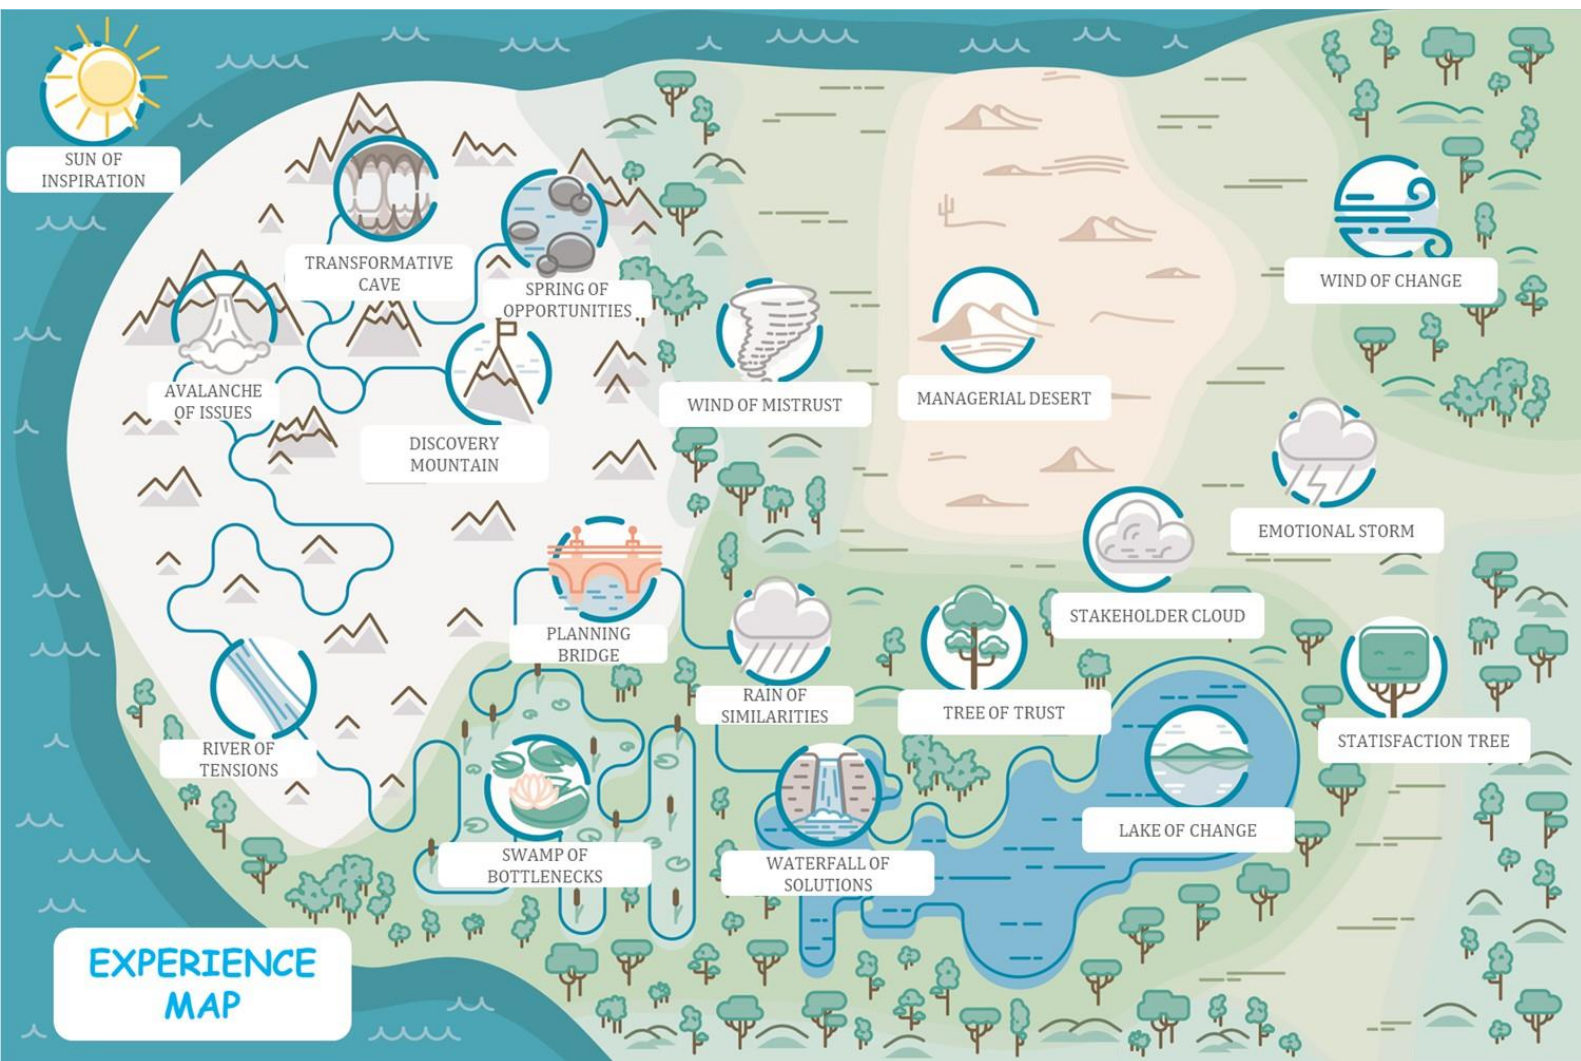 SUN OF
INSPIRATION
TRANSFORMATIVE
CAVE
SPRING OF
OPPORTUNITIES
WIND OF CHANGE
AVALANCHE
OF ISSUES
WIND OF MISTRUST
MANAGERIAL DESERT
DISCOVERY
MOUNTAIN
EMOTIONAL STORM
STAKEHOLDER CLOUD
PLANNING
BRIDGE
RAIN OF
SIMILARITIES
TREE OF TRUST
STATISFACTION TREE
RIVER OF
TENSIONS
LAKE OF CHANGE
SWAMP OF
BOTTLENECKS
WATERFALL OF
SOLUTIONS
EXPERIENCE
MAP